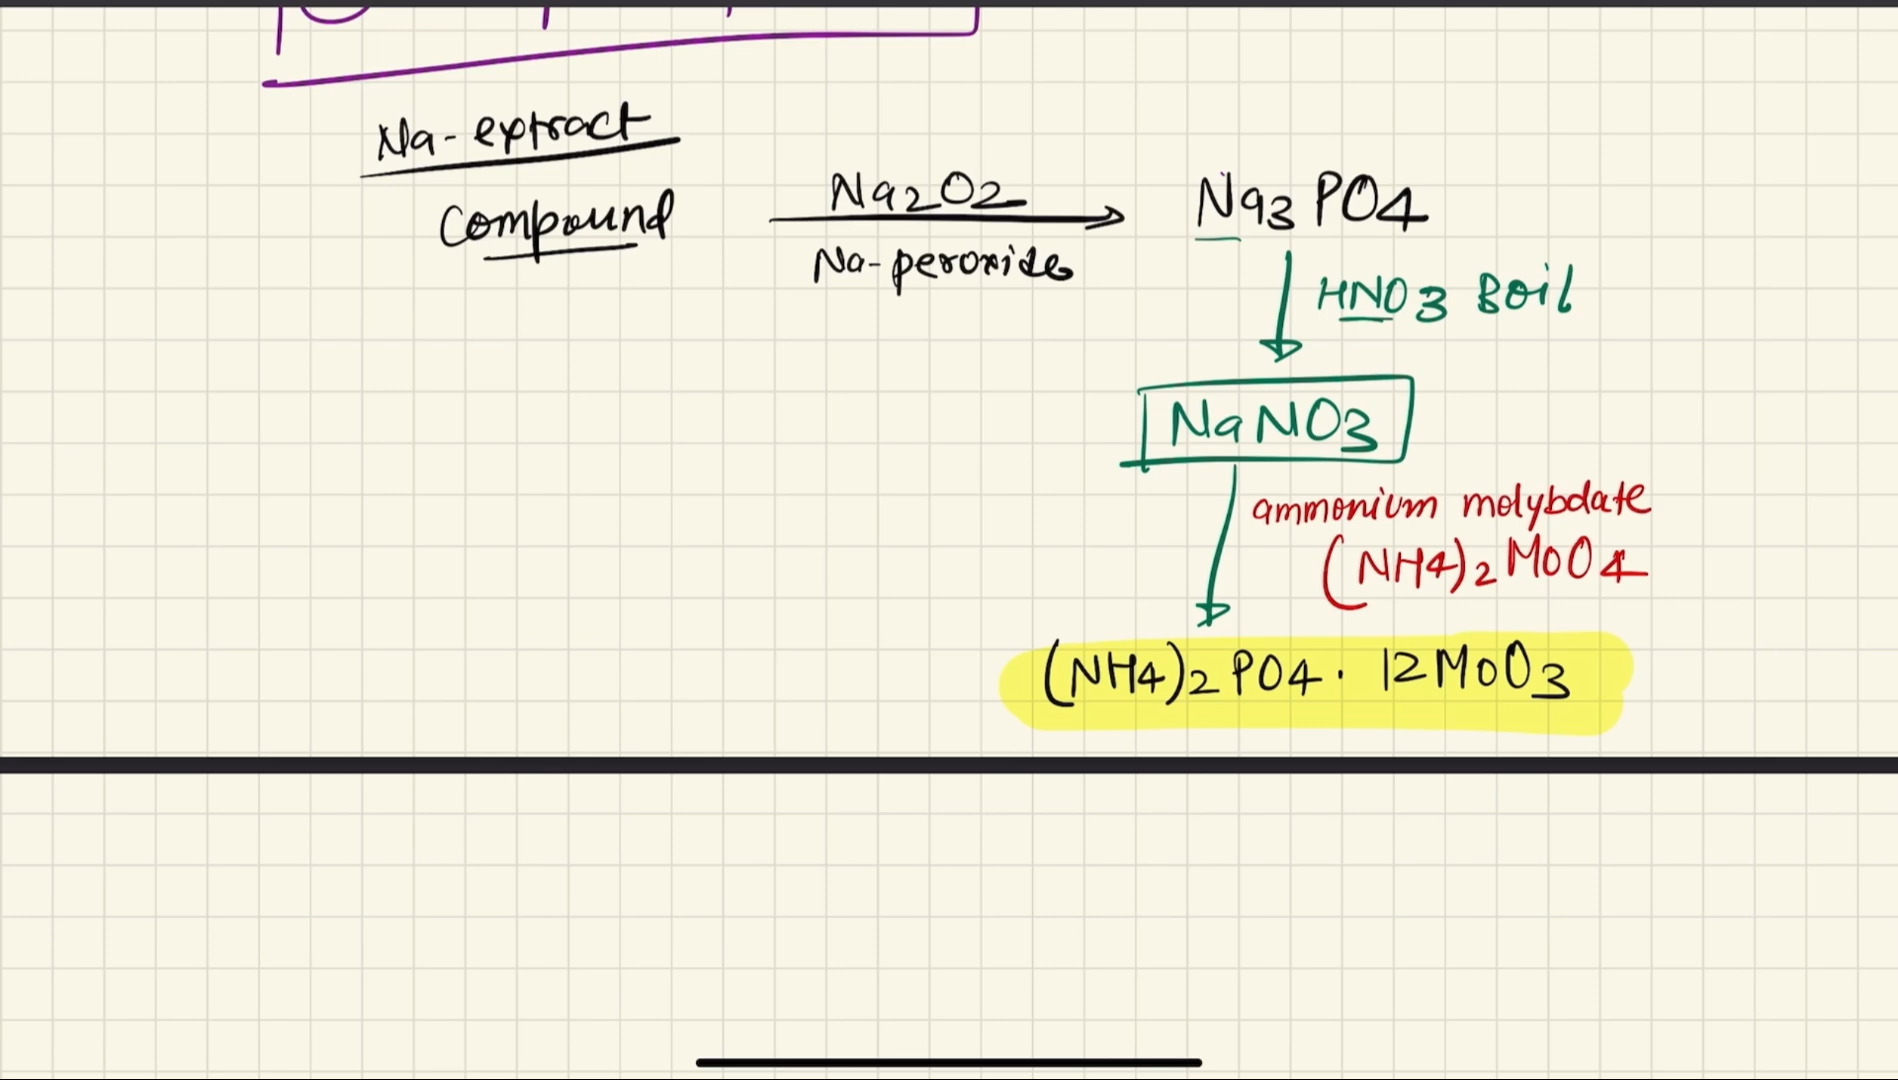 Na-extract
Compound
Na2O2
Na-peroxide
Na3PO4
HNO3 Boil
NaNO3
ammonium molybdate
(NH4)2MoO4
(NH4)2PO4. 12MoO3